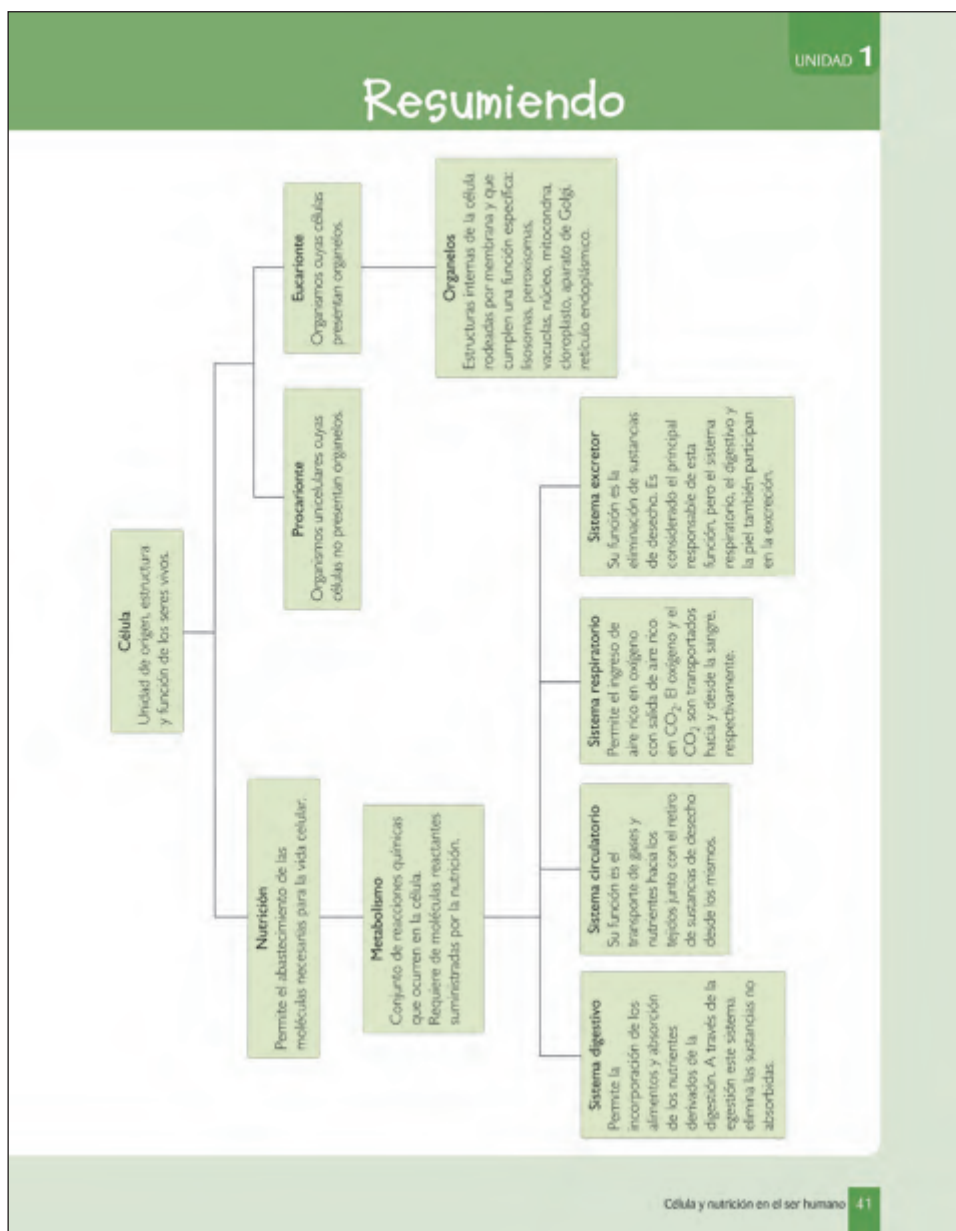 UNIDAD 1
Resumiendo
Célula
Unidad de origen, estructura
y función de los seres vivos.
Nutrición
Permite el abastecimiento de las
moléculas necesarias para la vida celular.
Metabolismo
Conjunto de reacciones químicas
que ocurren en la célula.
Requiere de moléculas reactantes
suministradas por la nutrición.
Sistema digestivo
Permite la
incorporación de los
alimentos y absorción
de los nutrientes
derivados de la
digestión. A través de la
egestión este sistema
elimina las sustancias no
absorbidas.
Sistema circulatorio
Su función es el
transporte de gases y
nutrientes hacia los
tejidos junto con el retiro
de sustancias de desecho
desde los mismos.
Sistema respiratorio
Permite el ingreso de
aire rico en oxígeno
con salida de aire rico
en CO₂. El oxígeno y el
CO₂ son transportados
hacia y desde la sangre,
respectivamente.
Sistema excretor
Su función es la
eliminación de sustancias
de desecho. Es
considerado el principal
responsable de esta
función, pero el sistema
respiratorio, el digestivo y
la piel también participan
en la excreción.
Procarionte
Organismos unicelulares cuyas
células no presentan organelos.
Eucarionte
Organismos cuyas células
presentan organelos.
Organelos
Estructuras internas de la célula
rodeadas por membrana y que
cumplen una función específica:
lisosomas, peroxisomas,
vacuolas, núcleo, mitocondria,
cloroplasto, aparato de Golgi,
retículo endoplásmico.
Célula y nutrición en el ser humano 41